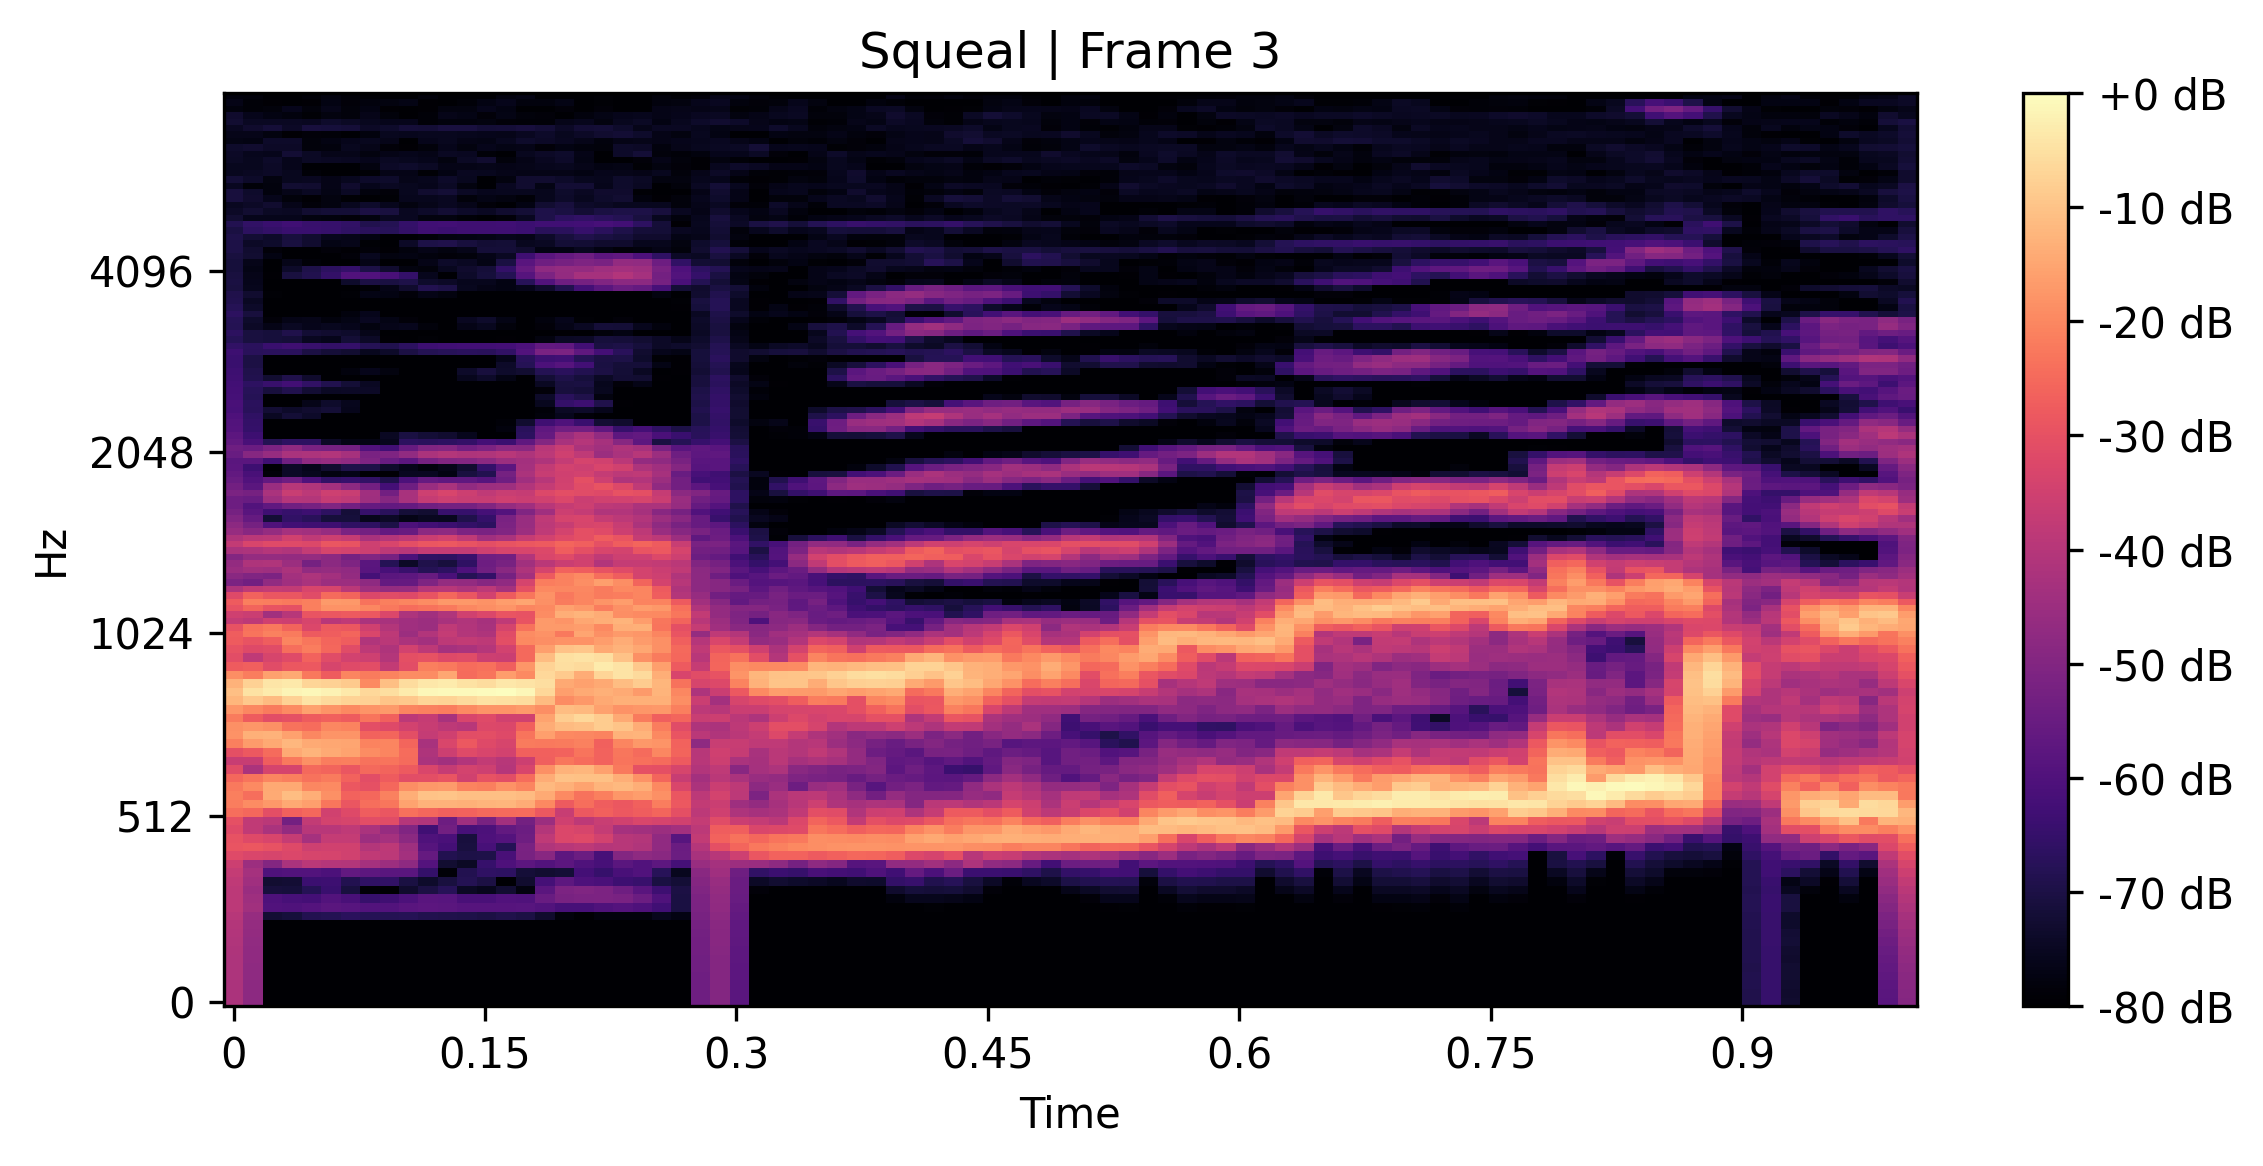 Squeal | Frame 3
Hz
4096
2048
1024
512
0
0 0.15 0.3 0.45 0.6 0.75 0.9
Time
+0 dB
-10 dB
-20 dB
-30 dB
-40 dB
-50 dB
-60 dB
-70 dB
-80 dB